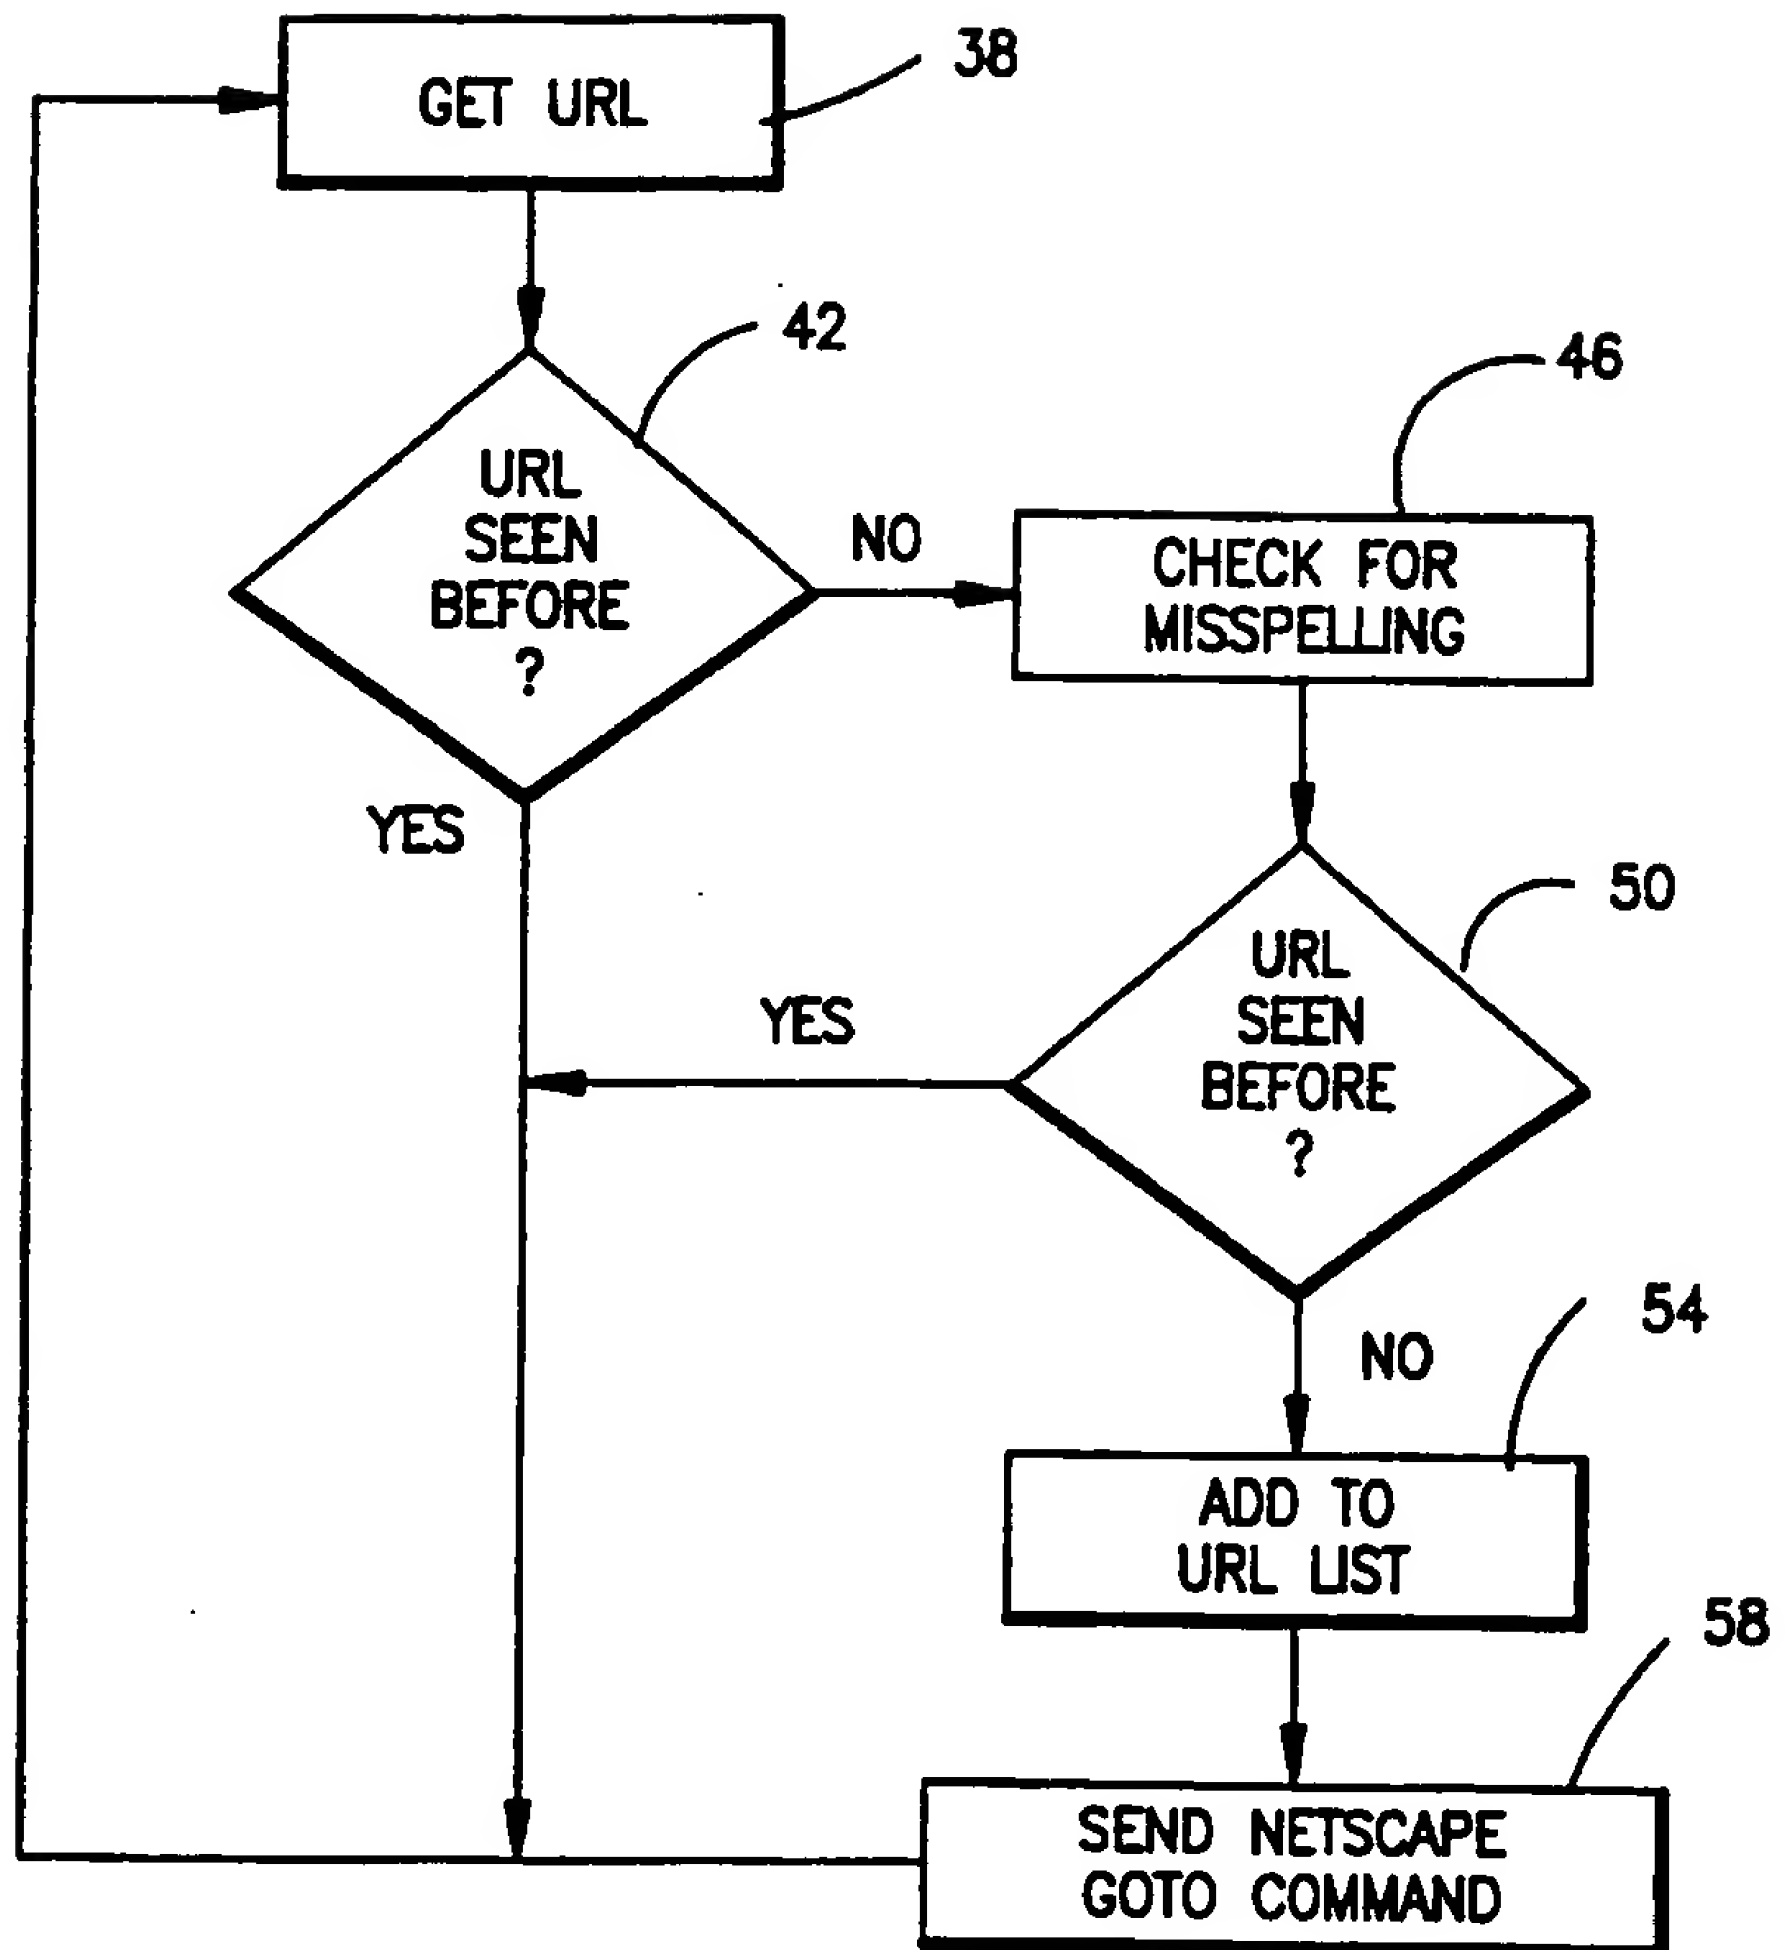 GET URL
38
42
URL
SEEN
BEFORE
?
NO
YES
46
CHECK FOR
MISSPELLING
50
URL
SEEN
BEFORE
?
YES
NO
54
ADD TO
URL LIST
58
SEND NETSCAPE
GOTO COMMAND